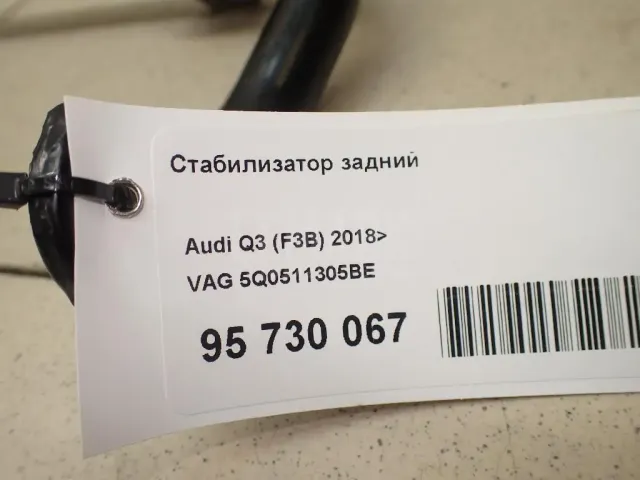 Стабилизатор задний
Audi Q3 (F3B) 2018>
VAG 5Q0511305BE
95 730 067